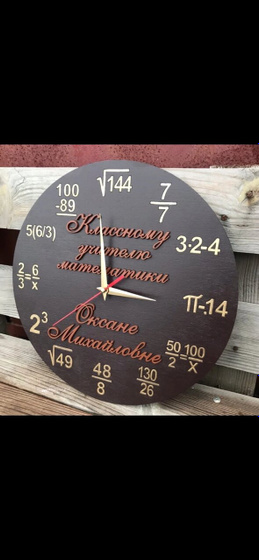 √144
7/7
3·2-4
π-.14
50/2=100/x
130/26
48/8
√49
2³
2/3=6/x
5(6/3)
100
-89
Классному
учителю
математики
Оксане
Михайловне